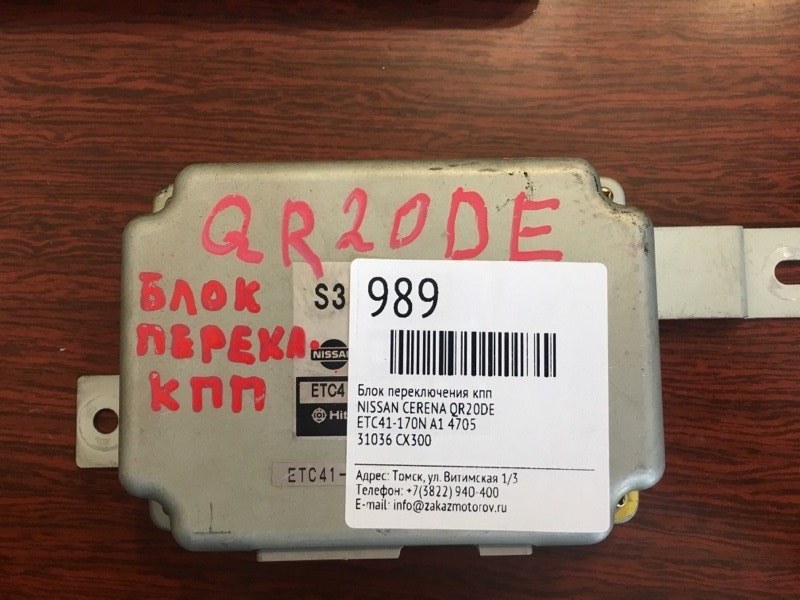 QR20DE
БЛОК
ПЕРЕКЛ.
КПП
S3
NISSAN
ETC4
Hit
ETC41-
989
Блок переключения кпп
NISSAN CERENA QR20DE
ETC41-170N A1 4705
31036 CX300
Адрес: Томск, ул. Витимская 1/3
Телефон: +7(3822) 940-400
E-mail: info@zakazmotorov.ru